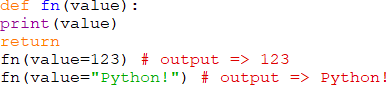 def fn(value):
print(value)
return
fn(value=123) # output => 123
fn(value="Python!") # output => Python!